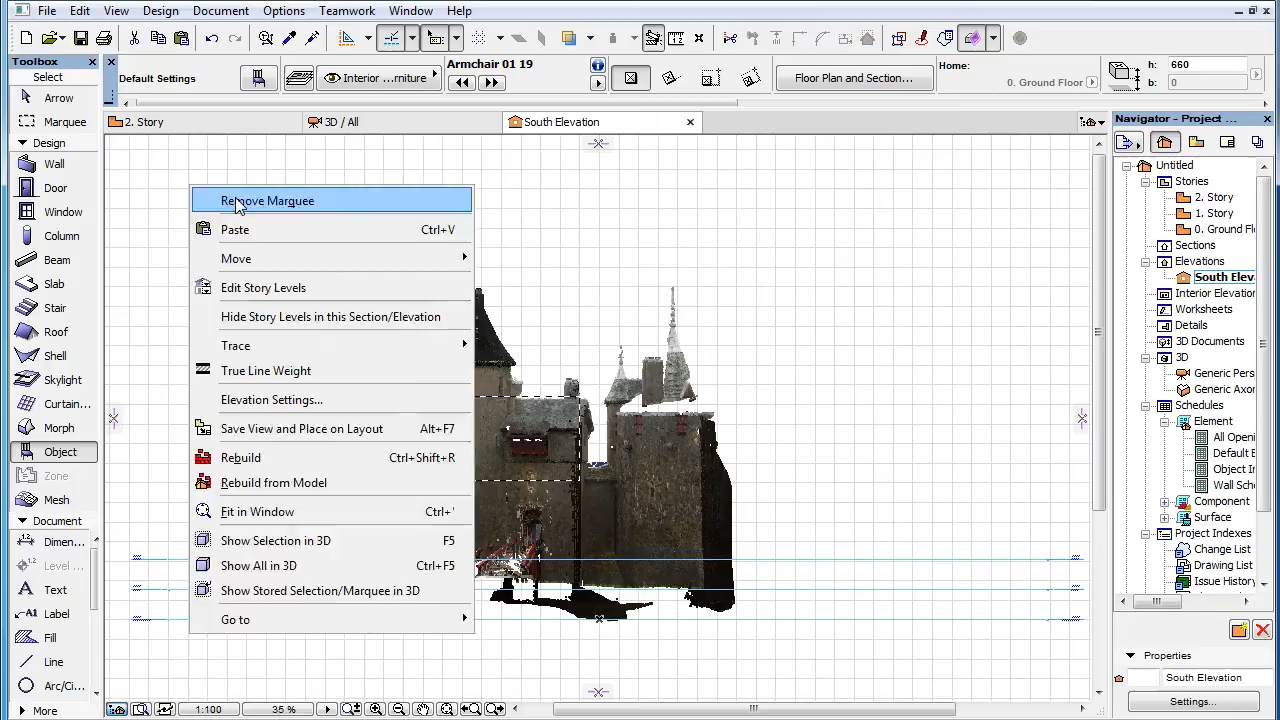 File Edit View Design Document Options Teamwork Window Help
Toolbox
Select
Arrow
Marquee
Design
Wall
Door
Window
Column
Beam
Slab
Stair
Roof
Shell
Skylight
Curtain...
Morph
Object
Zone
Mesh
Document
Dimen...
Level ...
Text
Label
Fill
Line
Arc/Ci...
More
Default Settings
Interior ...rniture
Armchair 01 19
Floor Plan and Section...
Home:
0. Ground Floor
h: 660
b: 0
2. Story
3D / All
South Elevation
Remove Marquee
Paste Ctrl+V
Move
Edit Story Levels
Hide Story Levels in this Section/Elevation
Trace
True Line Weight
Elevation Settings...
Save View and Place on Layout Alt+F7
Rebuild Ctrl+Shift+R
Rebuild from Model
Fit in Window Ctrl+'
Show Selection in 3D F5
Show All in 3D Ctrl+F5
Show Stored Selection/Marquee in 3D
Go to
1:100
35 %
Navigator - Project ...
Untitled
Stories
2. Story
1. Story
0. Ground Fl
Sections
Elevations
South Elev
Interior Elevatio
Worksheets
Details
3D Documents
3D
Generic Pers
Generic Axon
Schedules
Element
All Openi
Default E
Object In
Wall Sche
Component
Surface
Project Indexes
Change List
Drawing List
Issue History
Properties
South Elevation
Settings...